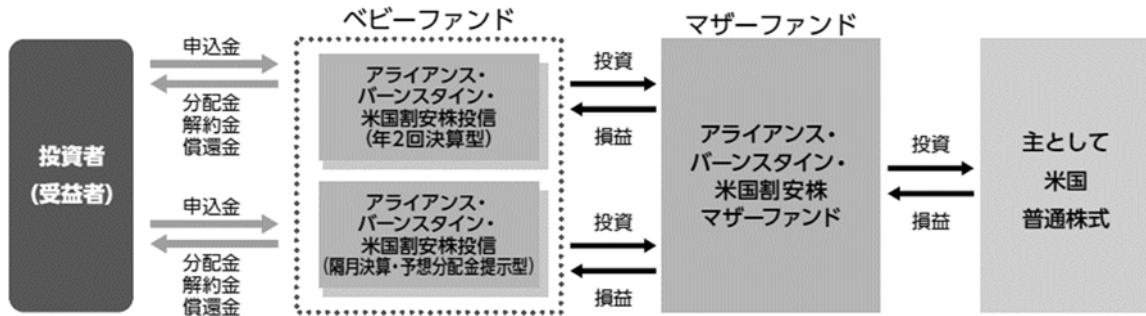 ベビーファンド
マザーファンド
投資者
(受益者)
申込金
分配金
解約金
償還金
申込金
分配金
解約金
償還金
アライアンス・
バーンスタイン・
米国割安株投信
(年2回決算型)
アライアンス・
バーンスタイン・
米国割安株投信
(隔月決算・予想分配金提示型)
投資
損益
投資
損益
アライアンス・
バーンスタイン・
米国割安株
マザーファンド
投資
損益
主として
米国
普通株式